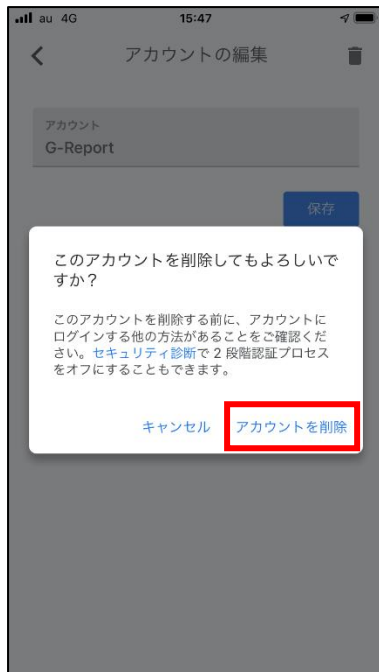 au 4G 15:47
アカウントの編集
アカウント
G-Report
保存
このアカウントを削除してもよろしいで
すか？
このアカウントを削除する前に、アカウントに
ログインする他の方法があることをご確認くだ
さい。セキュリティ診断で 2 段階認証プロセス
をオフにすることもできます。
キャンセル アカウントを削除